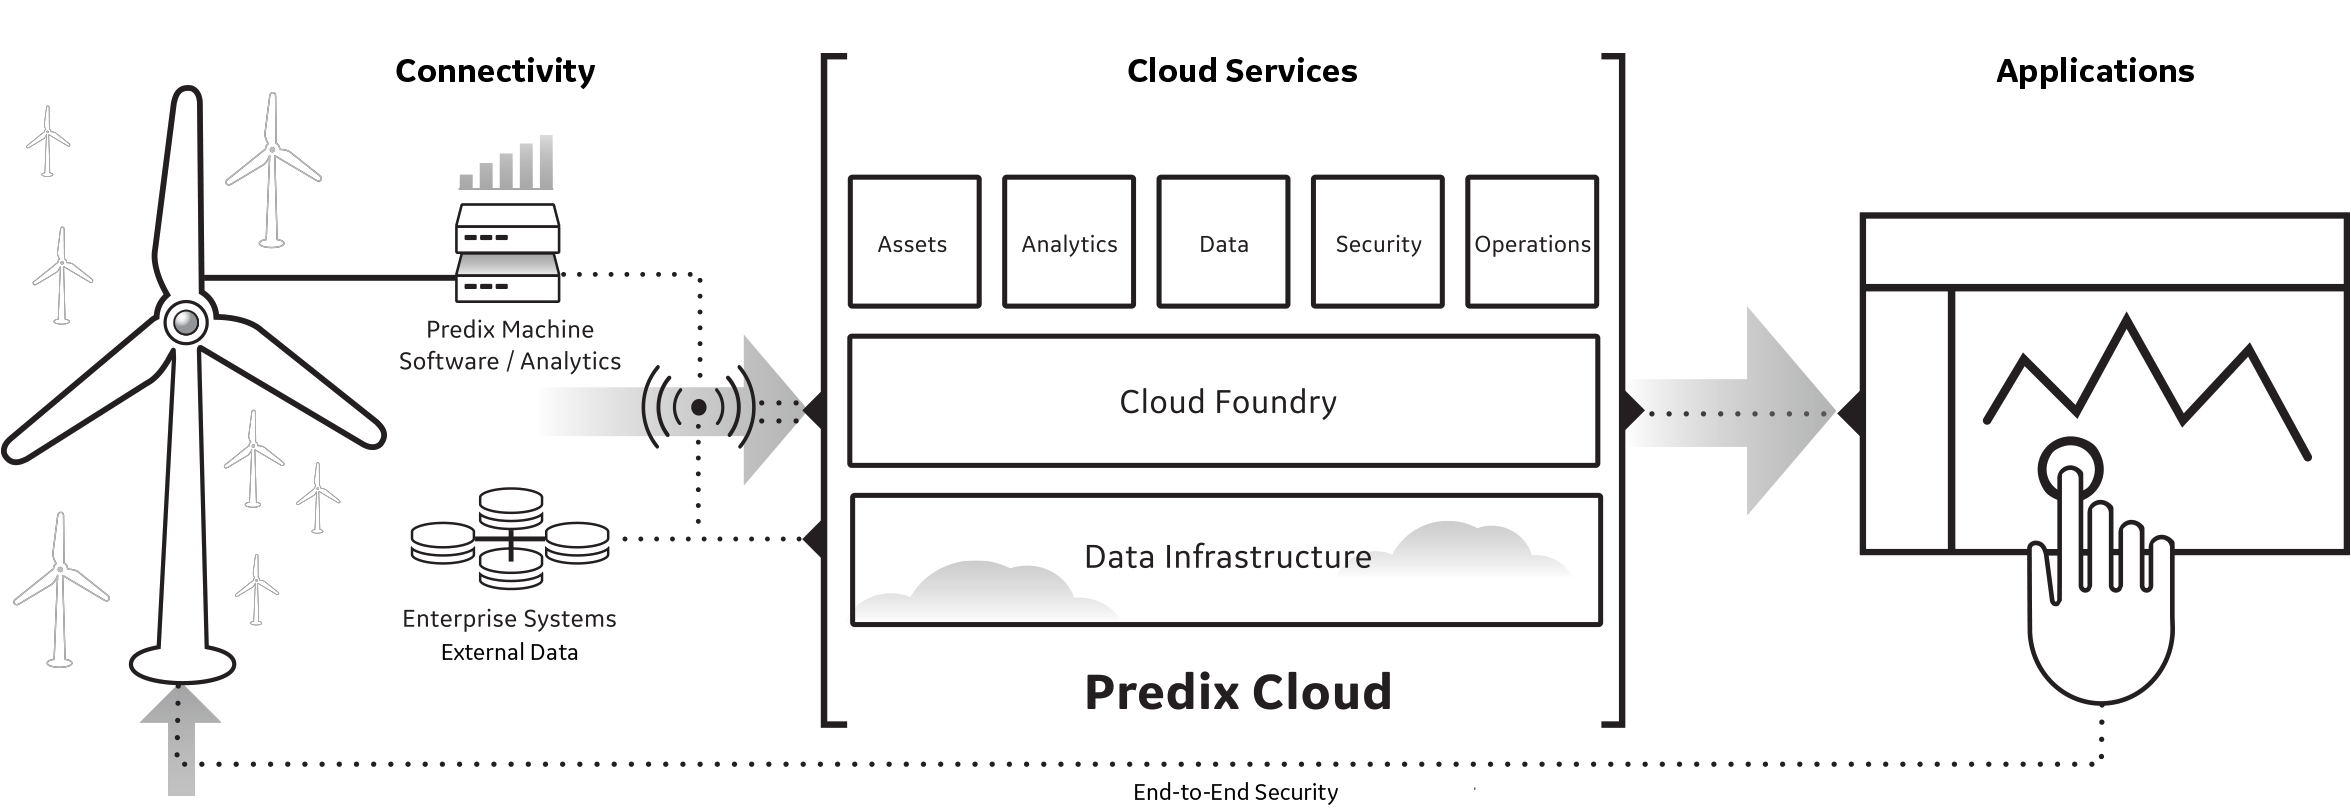 Connectivity
Cloud Services
Applications
Assets
Analytics
Data
Security
Operations
Predix Machine
Software / Analytics
Cloud Foundry
Data Infrastructure
Enterprise Systems
External Data
Predix Cloud
End-to-End Security